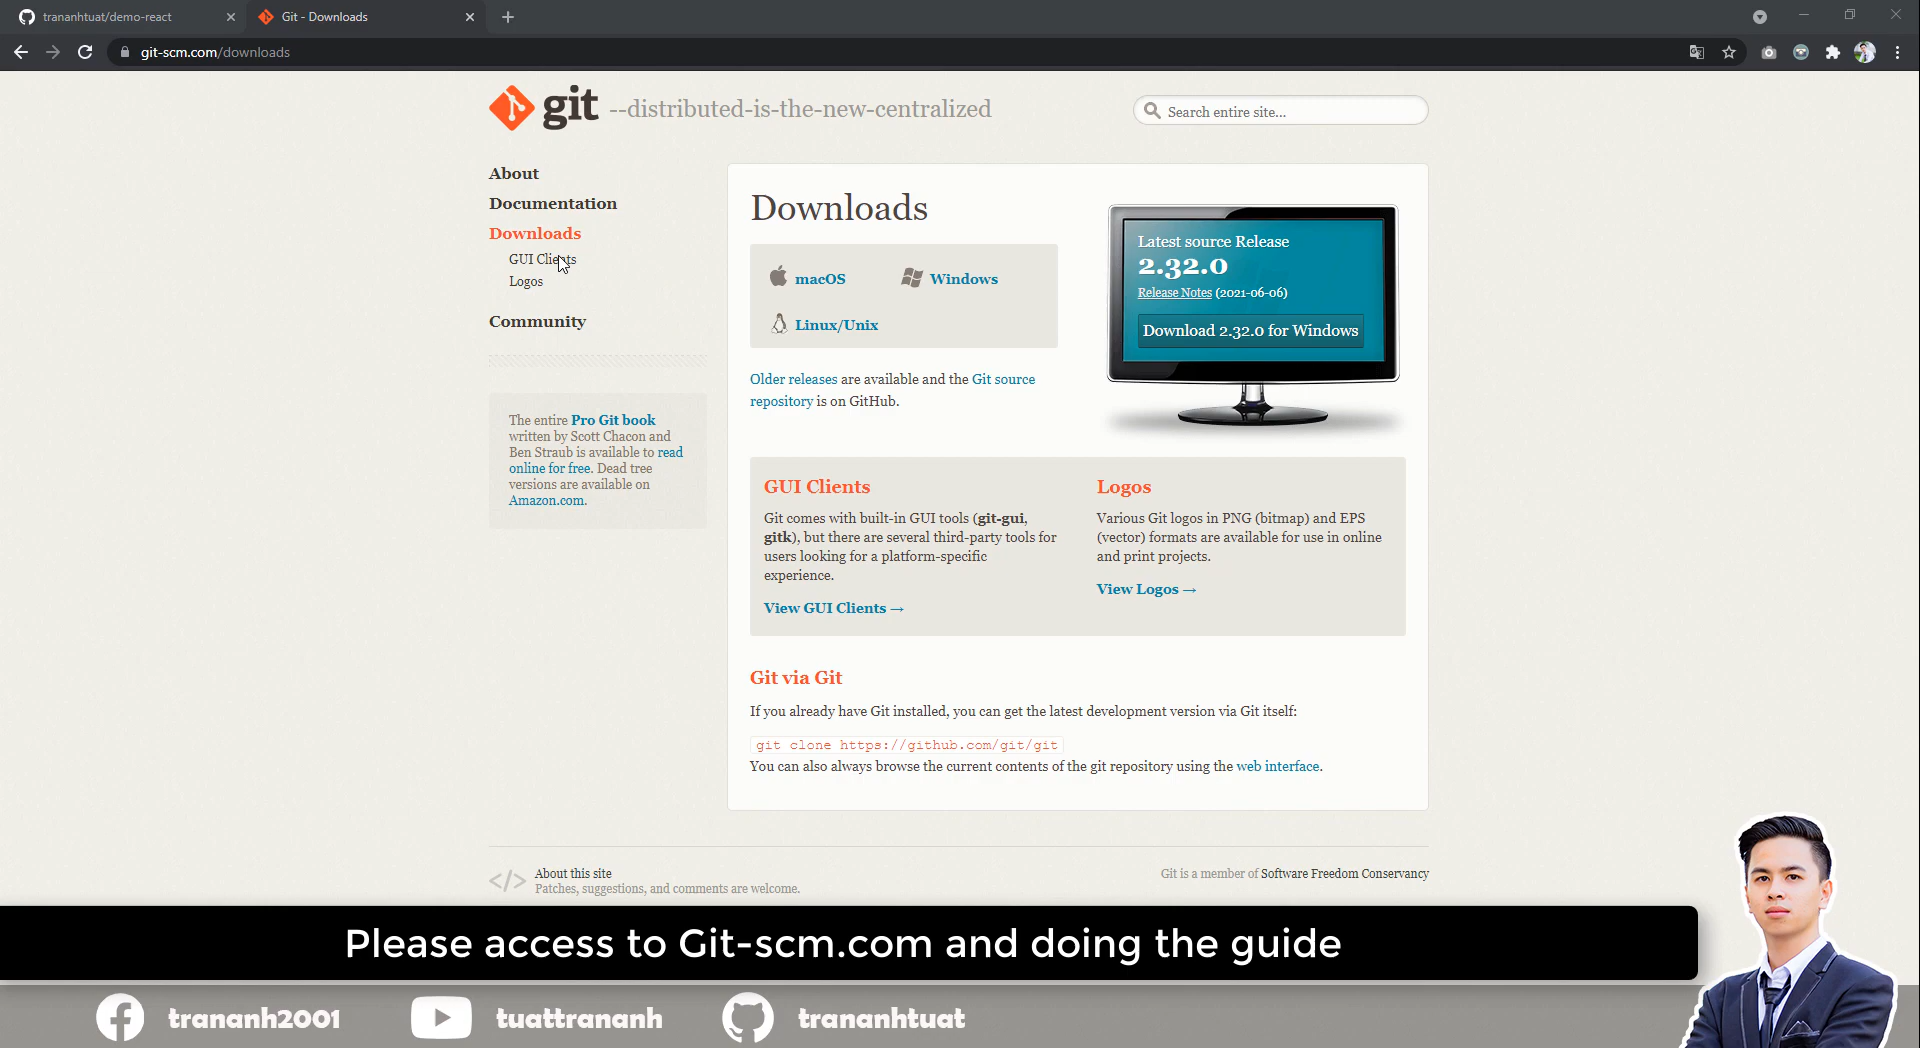 trananhtuat/demo-react
Git - Downloads
git-scm.com/downloads
git --distributed-is-the-new-centralized
Search entire site...
About
Documentation
Downloads
GUI Clients
Logos
Community
The entire Pro Git book
written by Scott Chacon and
Ben Straub is available to read
online for free. Dead tree
versions are available on
Amazon.com.
Downloads
macOS
Windows
Linux/Unix
Older releases are available and the Git source
repository is on GitHub.
Latest source Release
2.32.0
Release Notes (2021-06-06)
Download 2.32.0 for Windows
GUI Clients
Git comes with built-in GUI tools (git-gui,
gitk), but there are several third-party tools for
users looking for a platform-specific
experience.
View GUI Clients →
Logos
Various Git logos in PNG (bitmap) and EPS
(vector) formats are available for use in online
and print projects.
View Logos →
Git via Git
If you already have Git installed, you can get the latest development version via Git itself:
git clone https://github.com/git/git
You can also always browse the current contents of the git repository using the web interface.
</> About this site
Patches, suggestions, and comments are welcome.
Git is a member of Software Freedom Conservancy
Please access to Git-scm.com and doing the guide
trananh2001
tuattrananh
trananhtuat